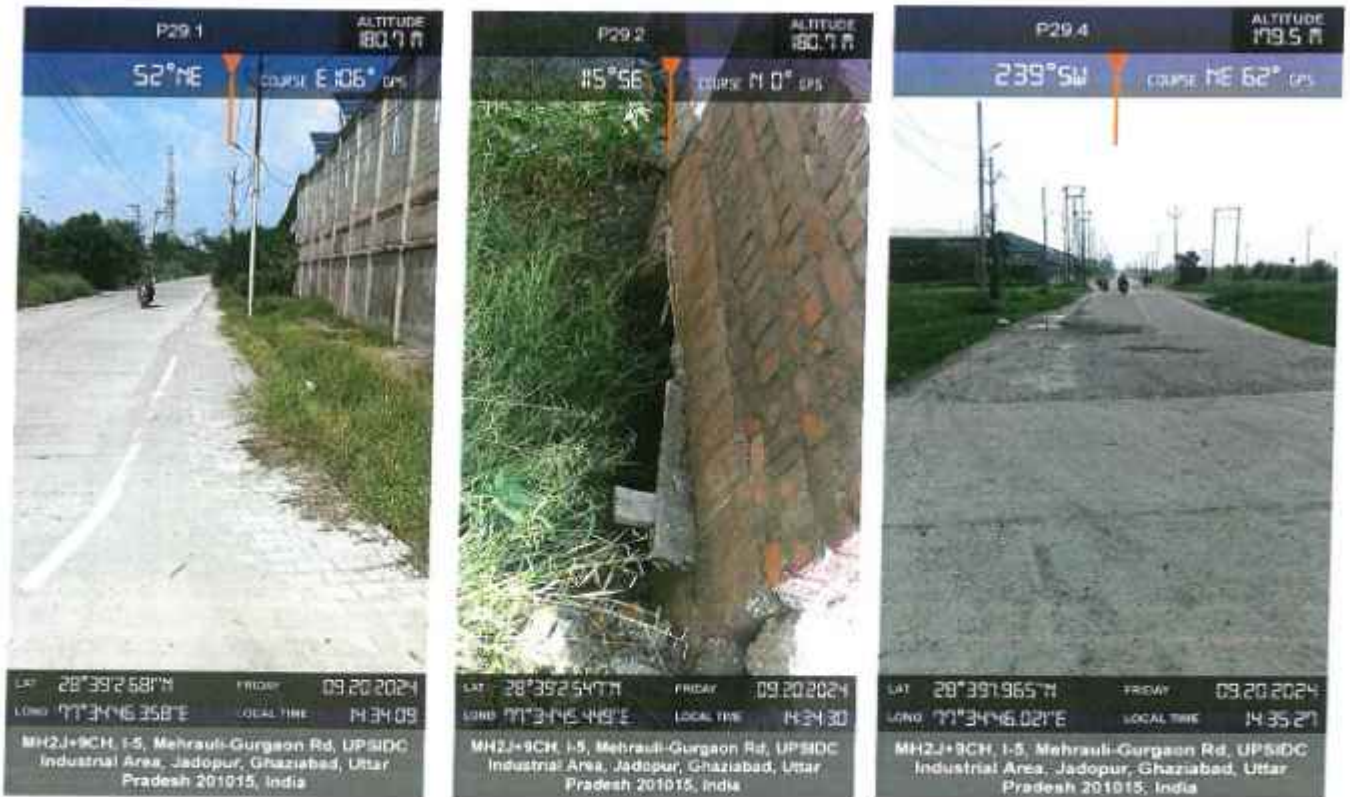 P29.1
ALTITUDE
180.7 m
52°NE
COURSE E 106° GPS
LAT 28°39'2.681"N FRIDAY 09.20.2024
LONG 77°34'46.358"E LOCAL TIME 14:34:09
MH2J+9CH, I-5, Mehrauli-Gurgaon Rd, UPSIDC
Industrial Area, Jadopur, Ghaziabad, Uttar
Pradesh 201015, India
P29.2
ALTITUDE
180.7 m
115°SE
COURSE N 0° GPS
LAT 28°39'2.547"N FRIDAY 09.20.2024
LONG LOCAL TIME 14:34:30
MH2J+9CH, I-5, Mehrauli-Gurgaon Rd, UPSIDC
Industrial Area, Jadopur, Ghaziabad, Uttar
Pradesh 201015, India
P29.4
ALTITUDE
179.5 m
239°SW
COURSE NE 62° GPS
LAT 28°39'1.965"N FRIDAY 09.20.2024
LONG 77°34'46.021"E LOCAL TIME 14:35:27
MH2J+9CH, I-5, Mehrauli-Gurgaon Rd, UPSIDC
Industrial Area, Jadopur, Ghaziabad, Uttar
Pradesh 201015, India